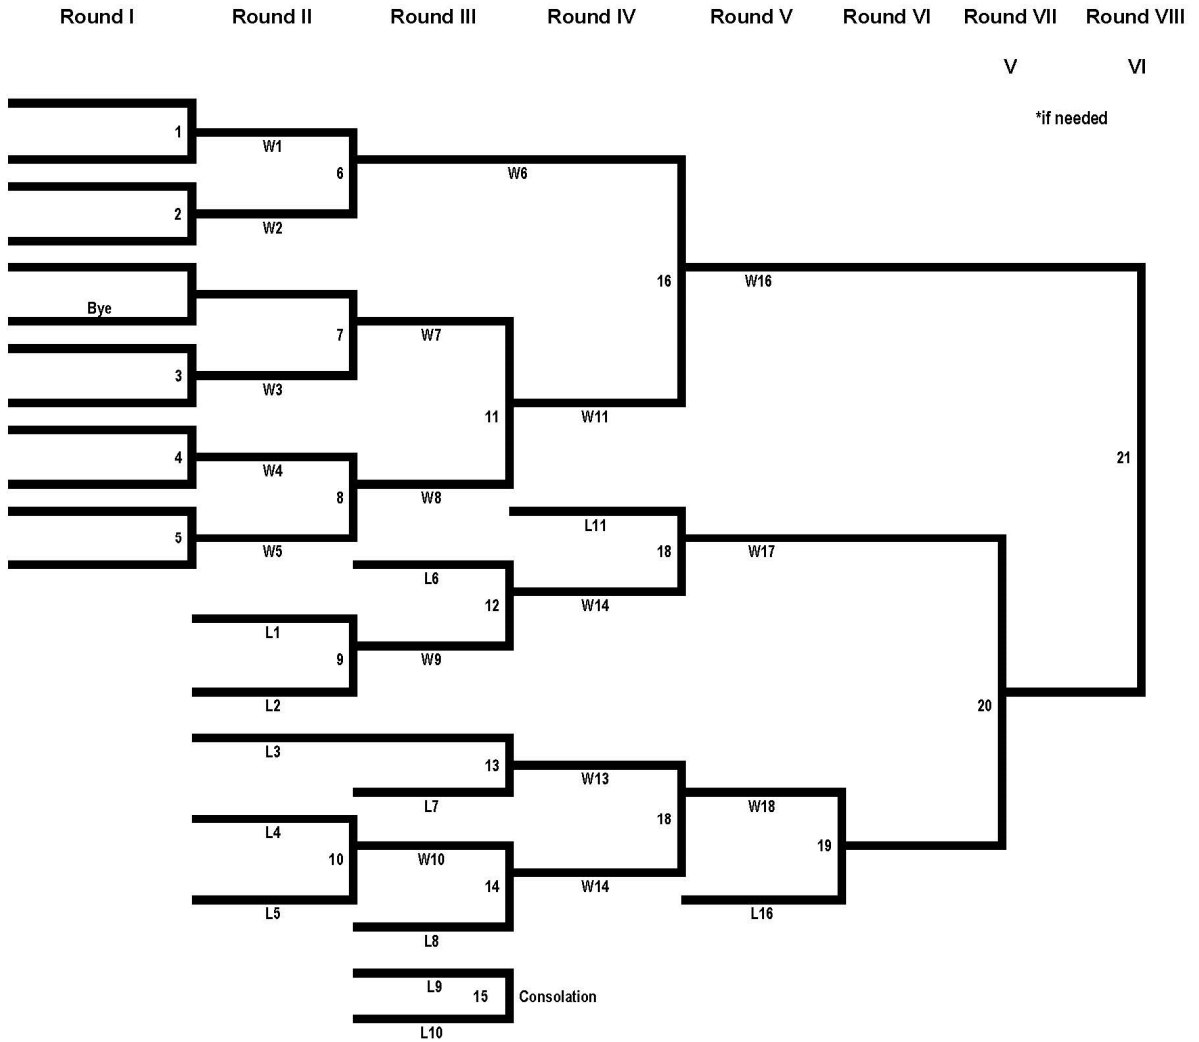 Round I Round II Round III Round IV Round V Round VI Round VII Round VIII
V VI
*if needed
1
W1
6
W6
2
W2
16
W16
Bye
7
W7
3
W3
11
W11
4
W4
21
8
W8
5
W5
L11
18
W17
L6
12
W14
L1
9
W9
20
L2
L3
13
W13
L7
W18
18
L4
19
10
W10
14
W14
L5
L16
L8
L9
15
Consolation
L10